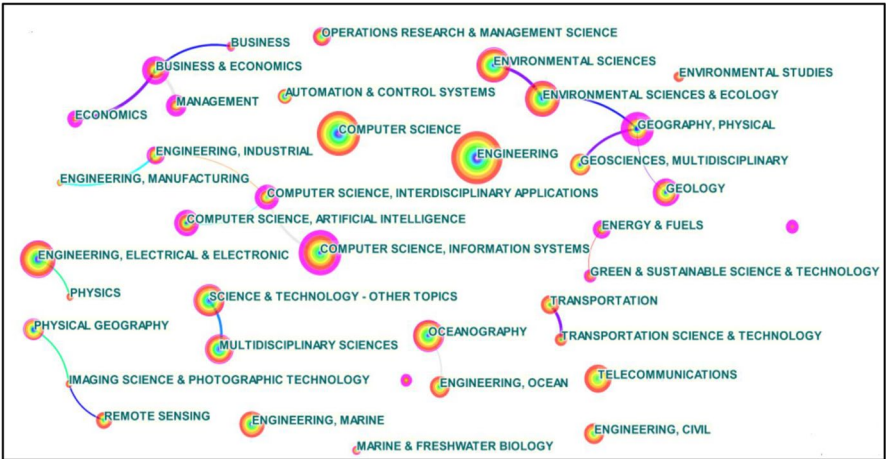 OPERATIONS RESEARCH & MANAGEMENT SCIENCE
BUSINESS
BUSINESS & ECONOMICS
ENVIRONMENTAL SCIENCES
ENVIRONMENTAL STUDIES
AUTOMATION & CONTROL SYSTEMS
ENVIRONMENTAL SCIENCES & ECOLOGY
MANAGEMENT
ECONOMICS
COMPUTER SCIENCE
GEOGRAPHY, PHYSICAL
ENGINEERING, INDUSTRIAL
ENGINEERING
GEOSCIENCES, MULTIDISCIPLINARY
ENGINEERING, MANUFACTURING
COMPUTER SCIENCE, INTERDISCIPLINARY APPLICATIONS
GEOLOGY
COMPUTER SCIENCE, ARTIFICIAL INTELLIGENCE
ENERGY & FUELS
ENGINEERING, ELECTRICAL & ELECTRONIC
COMPUTER SCIENCE, INFORMATION SYSTEMS
GREEN & SUSTAINABLE SCIENCE & TECHNOLOGY
PHYSICS
SCIENCE & TECHNOLOGY - OTHER TOPICS
TRANSPORTATION
PHYSICAL GEOGRAPHY
OCEANOGRAPHY
TRANSPORTATION SCIENCE & TECHNOLOGY
MULTIDISCIPLINARY SCIENCES
IMAGING SCIENCE & PHOTOGRAPHIC TECHNOLOGY
ENGINEERING, OCEAN
TELECOMMUNICATIONS
REMOTE SENSING
ENGINEERING, MARINE
ENGINEERING, CIVIL
MARINE & FRESHWATER BIOLOGY